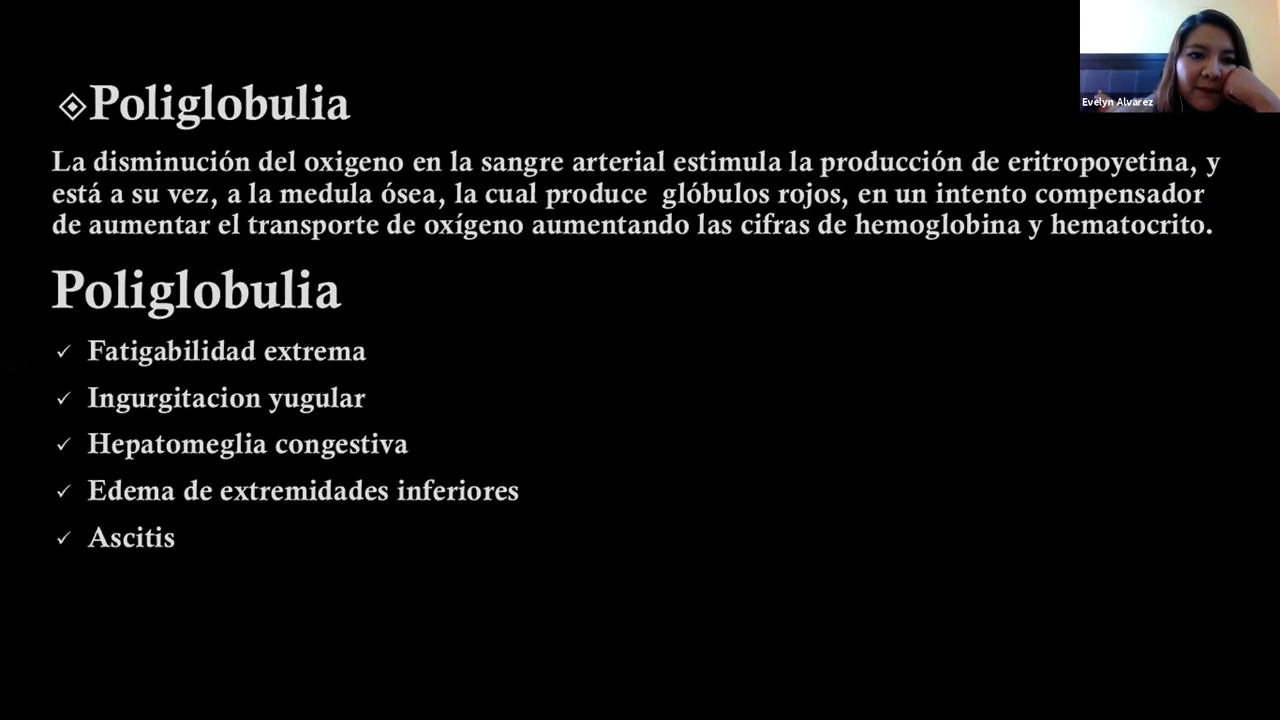 Poliglobulia
La disminución del oxigeno en la sangre arterial estimula la producción de eritropoyetina, y
está a su vez, a la medula ósea, la cual produce glóbulos rojos, en un intento compensador
de aumentar el transporte de oxígeno aumentando las cifras de hemoglobina y hematocrito.
Poliglobulia
✓ Fatigabilidad extrema
✓ Ingurgitacion yugular
✓ Hepatomeglia congestiva
✓ Edema de extremidades inferiores
✓ Ascitis
Evelyn Alvarez